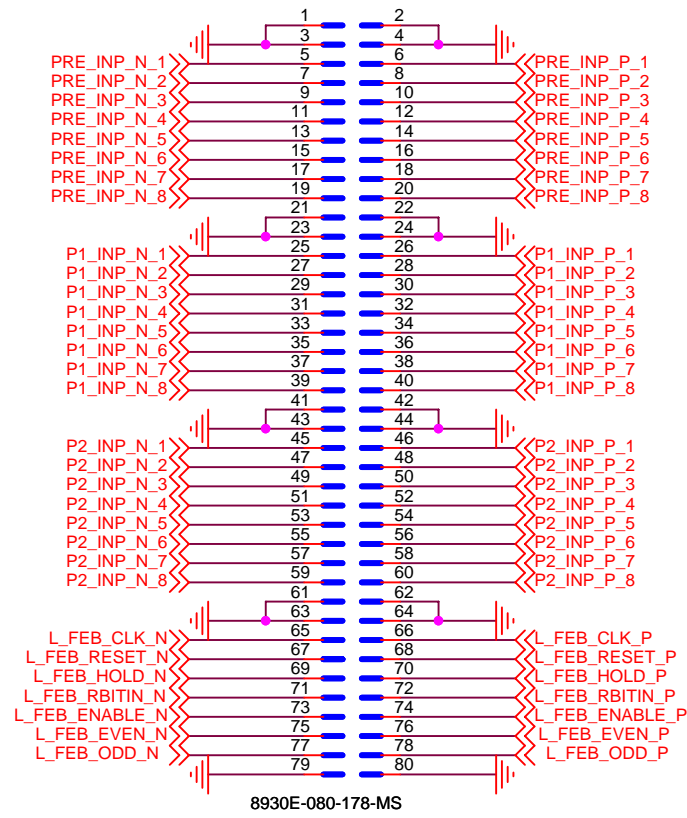 1 2
3 4
PRE_INP_N_1 5 6 PRE_INP_P_1
PRE_INP_N_2 7 8 PRE_INP_P_2
PRE_INP_N_3 9 10 PRE_INP_P_3
PRE_INP_N_4 11 12 PRE_INP_P_4
PRE_INP_N_5 13 14 PRE_INP_P_5
PRE_INP_N_6 15 16 PRE_INP_P_6
PRE_INP_N_7 17 18 PRE_INP_P_7
PRE_INP_N_8 19 20 PRE_INP_P_8
21 22
23 24
P1_INP_N_1 25 26 P1_INP_P_1
P1_INP_N_2 27 28 P1_INP_P_2
P1_INP_N_3 29 30 P1_INP_P_3
P1_INP_N_4 31 32 P1_INP_P_4
P1_INP_N_5 33 34 P1_INP_P_5
P1_INP_N_6 35 36 P1_INP_P_6
P1_INP_N_7 37 38 P1_INP_P_7
P1_INP_N_8 39 40 P1_INP_P_8
41 42
43 44
P2_INP_N_1 45 46 P2_INP_P_1
P2_INP_N_2 47 48 P2_INP_P_2
P2_INP_N_3 49 50 P2_INP_P_3
P2_INP_N_4 51 52 P2_INP_P_4
P2_INP_N_5 53 54 P2_INP_P_5
P2_INP_N_6 55 56 P2_INP_P_6
P2_INP_N_7 57 58 P2_INP_P_7
P2_INP_N_8 59 60 P2_INP_P_8
61 62
63 64
L_FEB_CLK_N 65 66 L_FEB_CLK_P
L_FEB_RESET_N 67 68 L_FEB_RESET_P
L_FEB_HOLD_N 69 70 L_FEB_HOLD_P
L_FEB_RBITIN_N 71 72 L_FEB_RBITIN_P
L_FEB_ENABLE_N 73 74 L_FEB_ENABLE_P
L_FEB_EVEN_N 75 76 L_FEB_EVEN_P
L_FEB_ODD_N 77 78 L_FEB_ODD_P
79 80
8930E-080-178-MS